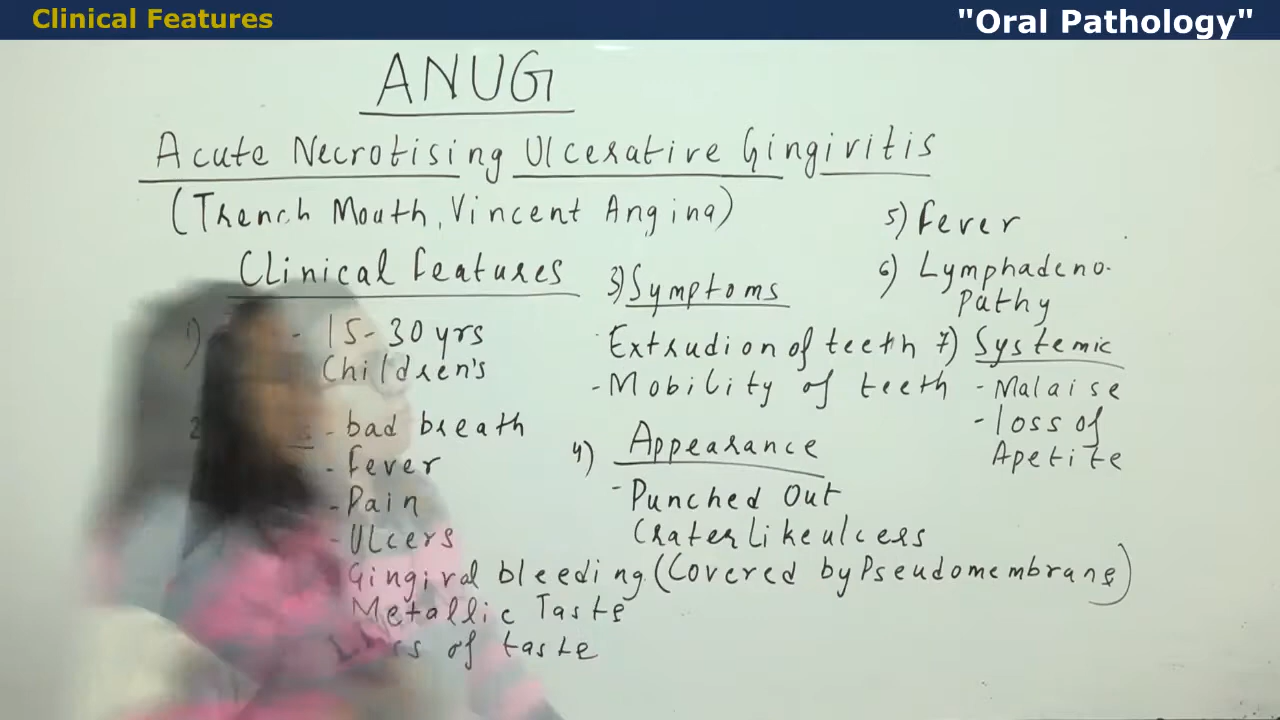 Clinical Features
"Oral Pathology"
ANUG
Acute Necrotising Ulcerative Gingivitis
(Trench Mouth, Vincent Angina)
Clinical Features
1)
- 15-30 yrs
Children's
- bad breath
- Fever
- Pain
- Ulcers
Gingival bleeding
Metallic Taste
of taste
3) Symptoms
Extrudion of teeth
- Mobility of teeth
4) Appearance
- Punched Out
Crater Like ulcers
(Covered by Pseudomembrane)
5) Fever
6) Lymphadeno-
Pathy
7) Systemic
- Malaise
- loss of
Apetite